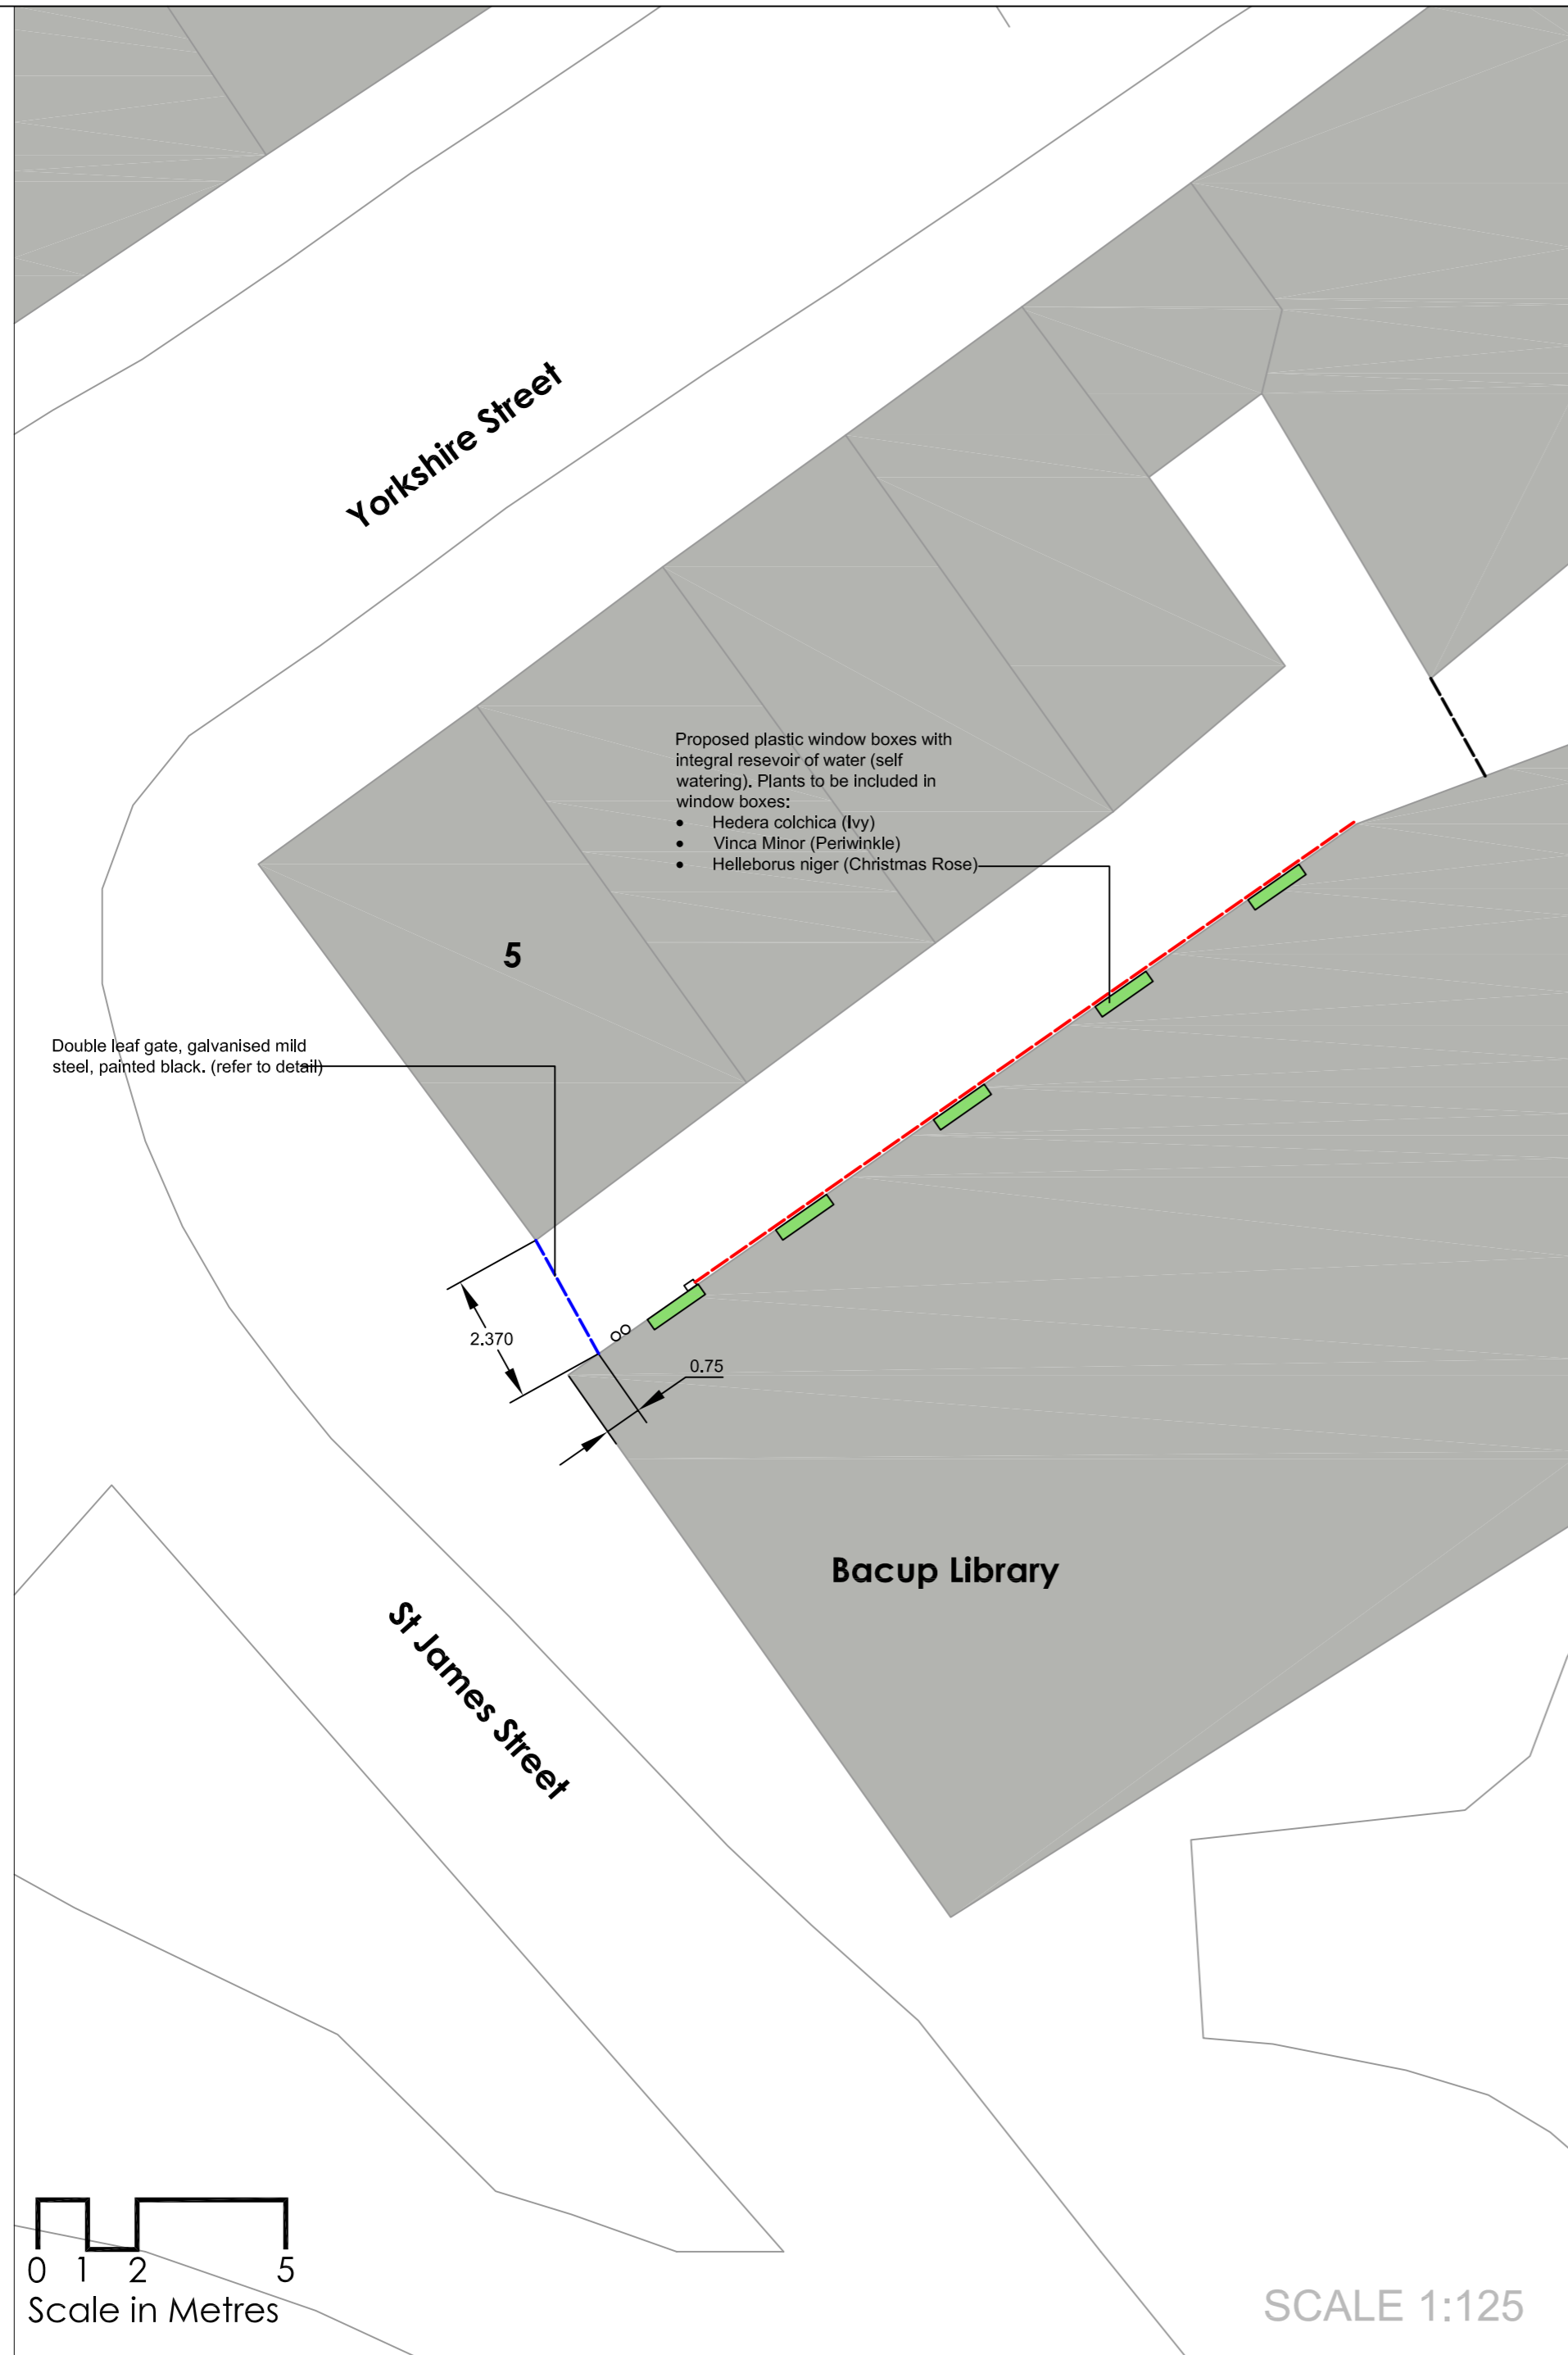 Yorkshire Street
Proposed plastic window boxes with
integral resevoir of water (self
watering). Plants to be included in
window boxes:
• Hedera colchica (Ivy)
• Vinca Minor (Periwinkle)
• Helleborus niger (Christmas Rose)
5
Double leaf gate, galvanised mild
steel, painted black. (refer to detail)
2.370
0.75
Bacup Library
St James Street
0 1 2 5
Scale in Metres
SCALE 1:125